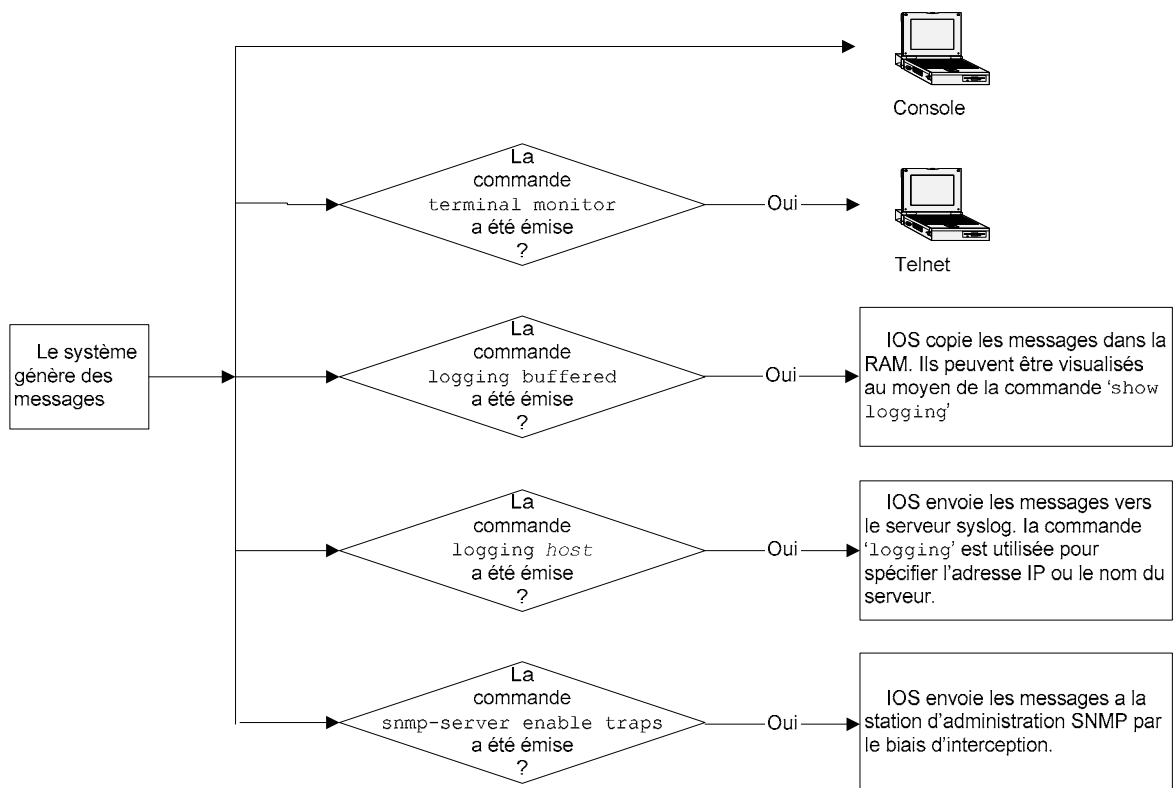 Console
La
commande
terminal monitor
a été émise
?
Oui
Telnet
Le système
génère des
messages
La
commande
logging buffered
a été émise
?
Oui
IOS copie les messages dans la
RAM. Ils peuvent être visualisés
au moyen de la commande ‘show
logging’
La
commande
logging host
a été émise
?
Oui
IOS envoie les messages vers
le serveur syslog. la commande
‘logging’ est utilisée pour
spécifier l’adresse IP ou le nom du
serveur.
La
commande
snmp-server enable traps
a été émise
?
Oui
IOS envoie les messages a la
station d’administration SNMP par
le biais d’interception.